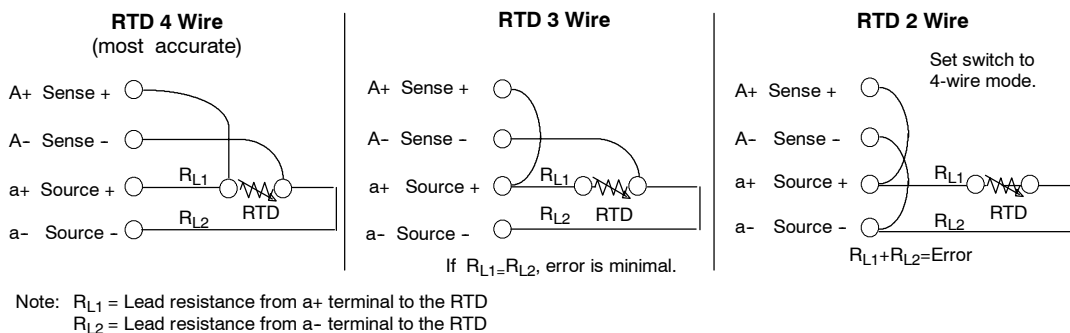 RTD 4 Wire
(most accurate)
A+ Sense +
A− Sense −
a+ Source +
a− Source −
RL1
RTD
RL2
RTD 3 Wire
A+ Sense +
A− Sense −
a+ Source +
a− Source −
RL1
RTD
RL2
If RL1=RL2, error is minimal.
RTD 2 Wire
Set switch to
4-wire mode.
A+ Sense +
A− Sense −
a+ Source +
a− Source −
RL1
RTD
RL2
RL1+RL2=Error
Note: RL1 = Lead resistance from a+ terminal to the RTD
RL2 = Lead resistance from a− terminal to the RTD